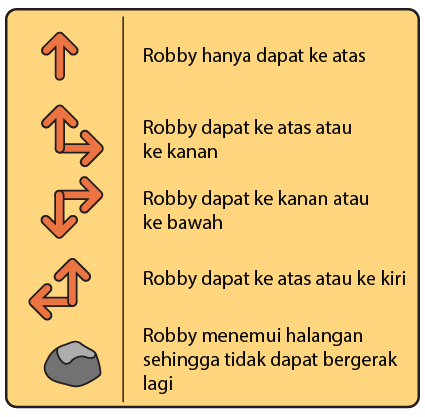 Robby hanya dapat ke atas
Robby dapat ke atas atau
ke kanan
Robby dapat ke kanan atau
ke bawah
Robby dapat ke atas atau ke kiri
Robby menemui halangan
sehingga tidak dapat bergerak
lagi